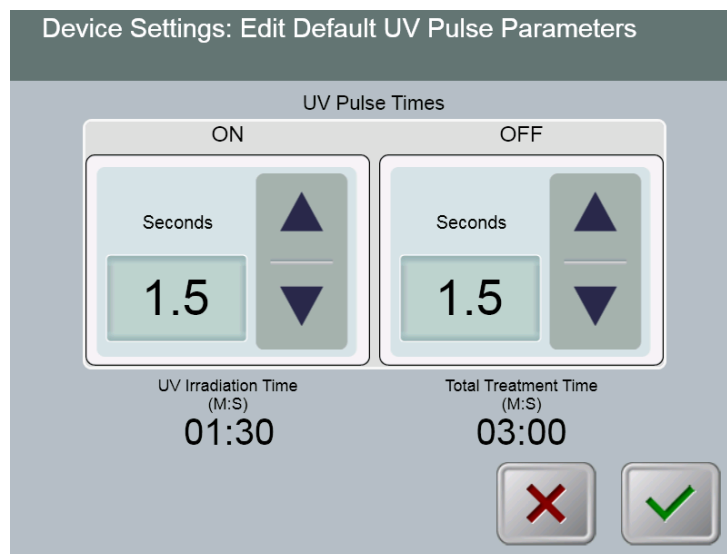 Device Settings: Edit Default UV Pulse Parameters
UV Pulse Times
ON
OFF
Seconds
1.5
Seconds
1.5
UV Irradiation Time
(M:S)
01:30
Total Treatment Time
(M:S)
03:00